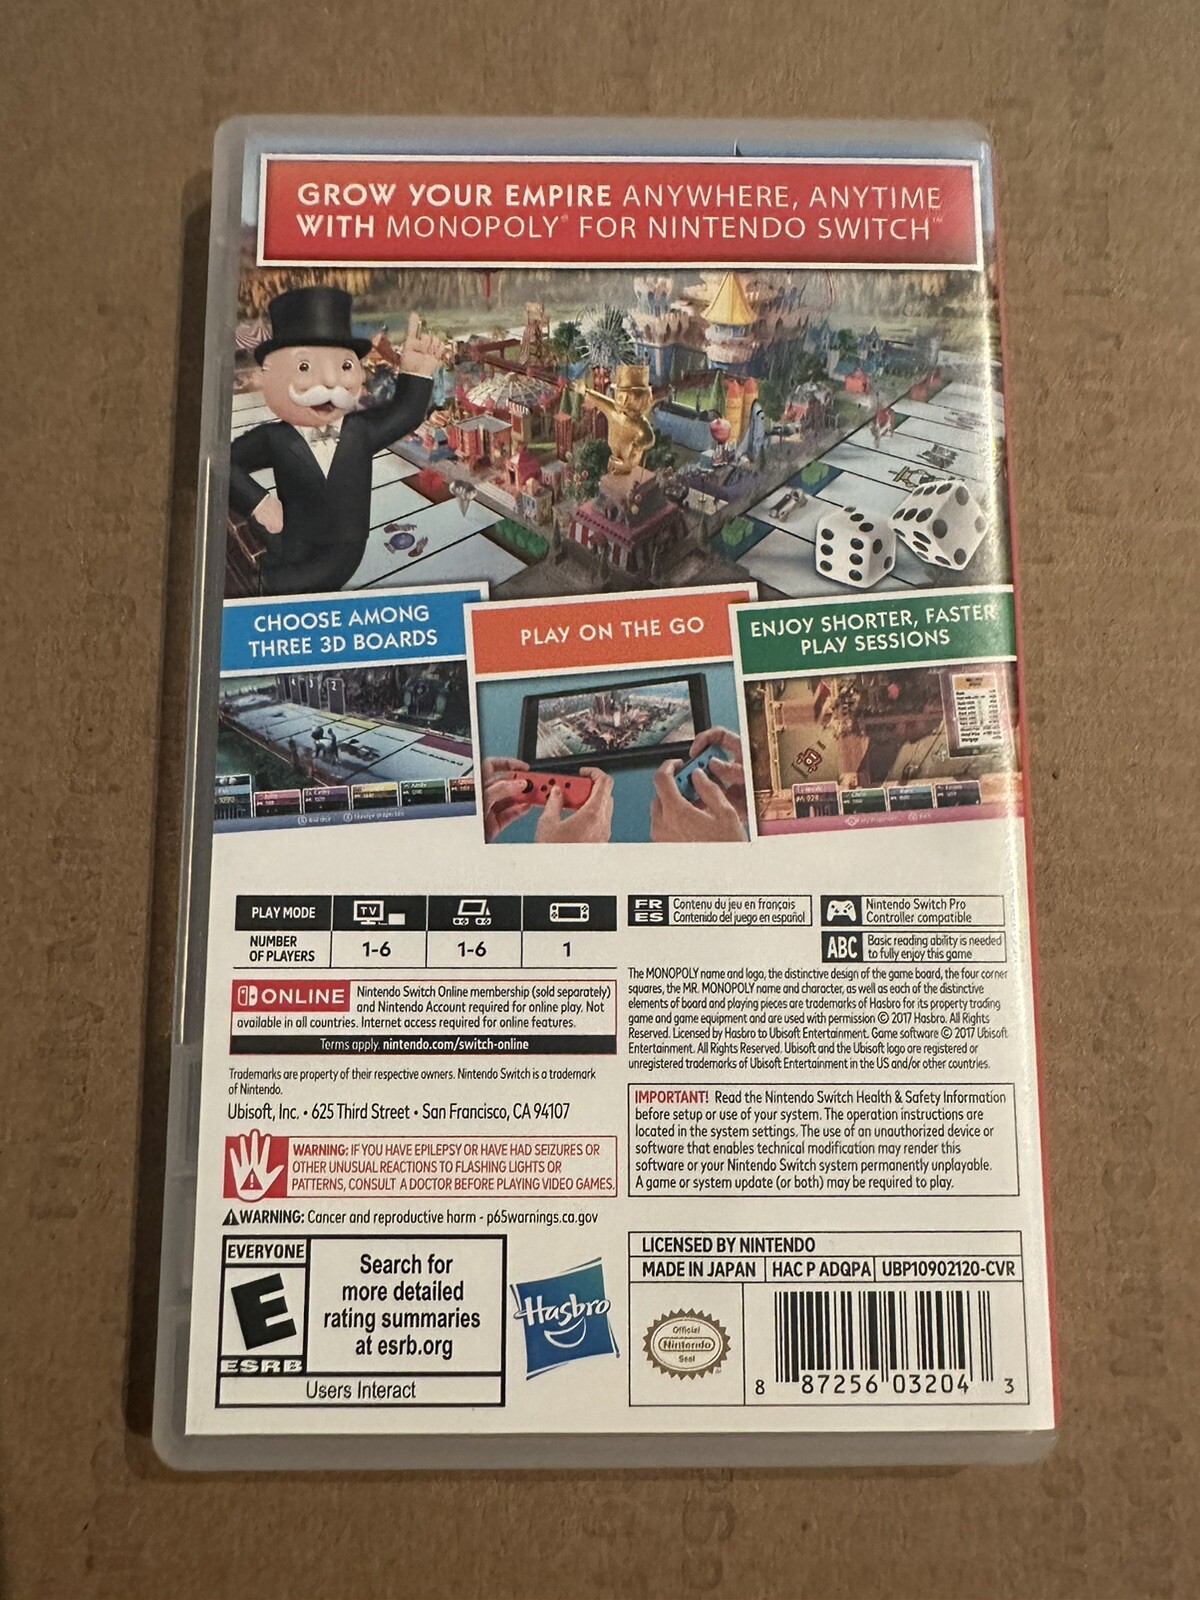 GROW YOUR EMPIRE ANYWHERE, ANYTIME
WITH MONOPOLY® FOR NINTENDO SWITCH™
CHOOSE AMONG
THREE 3D BOARDS
PLAY ON THE GO
ENJOY SHORTER, FASTER
PLAY SESSIONS
PLAY MODE
TV
NUMBER
OF PLAYERS
1-6
1-6
1
FR
ES
Contenu du jeu en français
Contenido del juego en español
Nintendo Switch Pro
Controller compatible
ABC
Basic reading ability is needed
to fully enjoy this game
ONLINE
Nintendo Switch Online membership (sold separately)
and Nintendo Account required for online play. Not
available in all countries. Internet access required for online features.
Terms apply. nintendo.com/switch-online
Trademarks are property of their respective owners. Nintendo Switch is a trademark
of Nintendo.
Ubisoft, Inc. • 625 Third Street • San Francisco, CA 94107
WARNING: IF YOU HAVE EPILEPSY OR HAVE HAD SEIZURES OR
OTHER UNUSUAL REACTIONS TO FLASHING LIGHTS OR
PATTERNS, CONSULT A DOCTOR BEFORE PLAYING VIDEO GAMES.
WARNING: Cancer and reproductive harm - p65warnings.ca.gov
The MONOPOLY name and logo, the distinctive design of the game board, the four corner
squares, the MR. MONOPOLY name and character, as well as each of the distinctive
elements of board and playing pieces are trademarks of Hasbro for its property trading
game and game equipment and are used with permission © 2017 Hasbro. All Rights
Reserved. Licensed by Hasbro to Ubisoft Entertainment. Game software © 2017 Ubisoft
Entertainment. All Rights Reserved. Ubisoft and the Ubisoft logo are registered or
unregistered trademarks of Ubisoft Entertainment in the US and/or other countries.
IMPORTANT! Read the Nintendo Switch Health & Safety Information
before setup or use of your system. The operation instructions are
located in the system settings. The use of an unauthorized device or
software that enables technical modification may render this
software or your Nintendo Switch system permanently unplayable.
A game or system update (or both) may be required to play.
EVERYONE
E
ESRB
Search for
more detailed
rating summaries
at esrb.org
Users Interact
Hasbro
LICENSED BY NINTENDO
MADE IN JAPAN
HAC P ADQPA
UBP10902120-CVR
Official
Nintendo
Seal
8 87256 03204 3